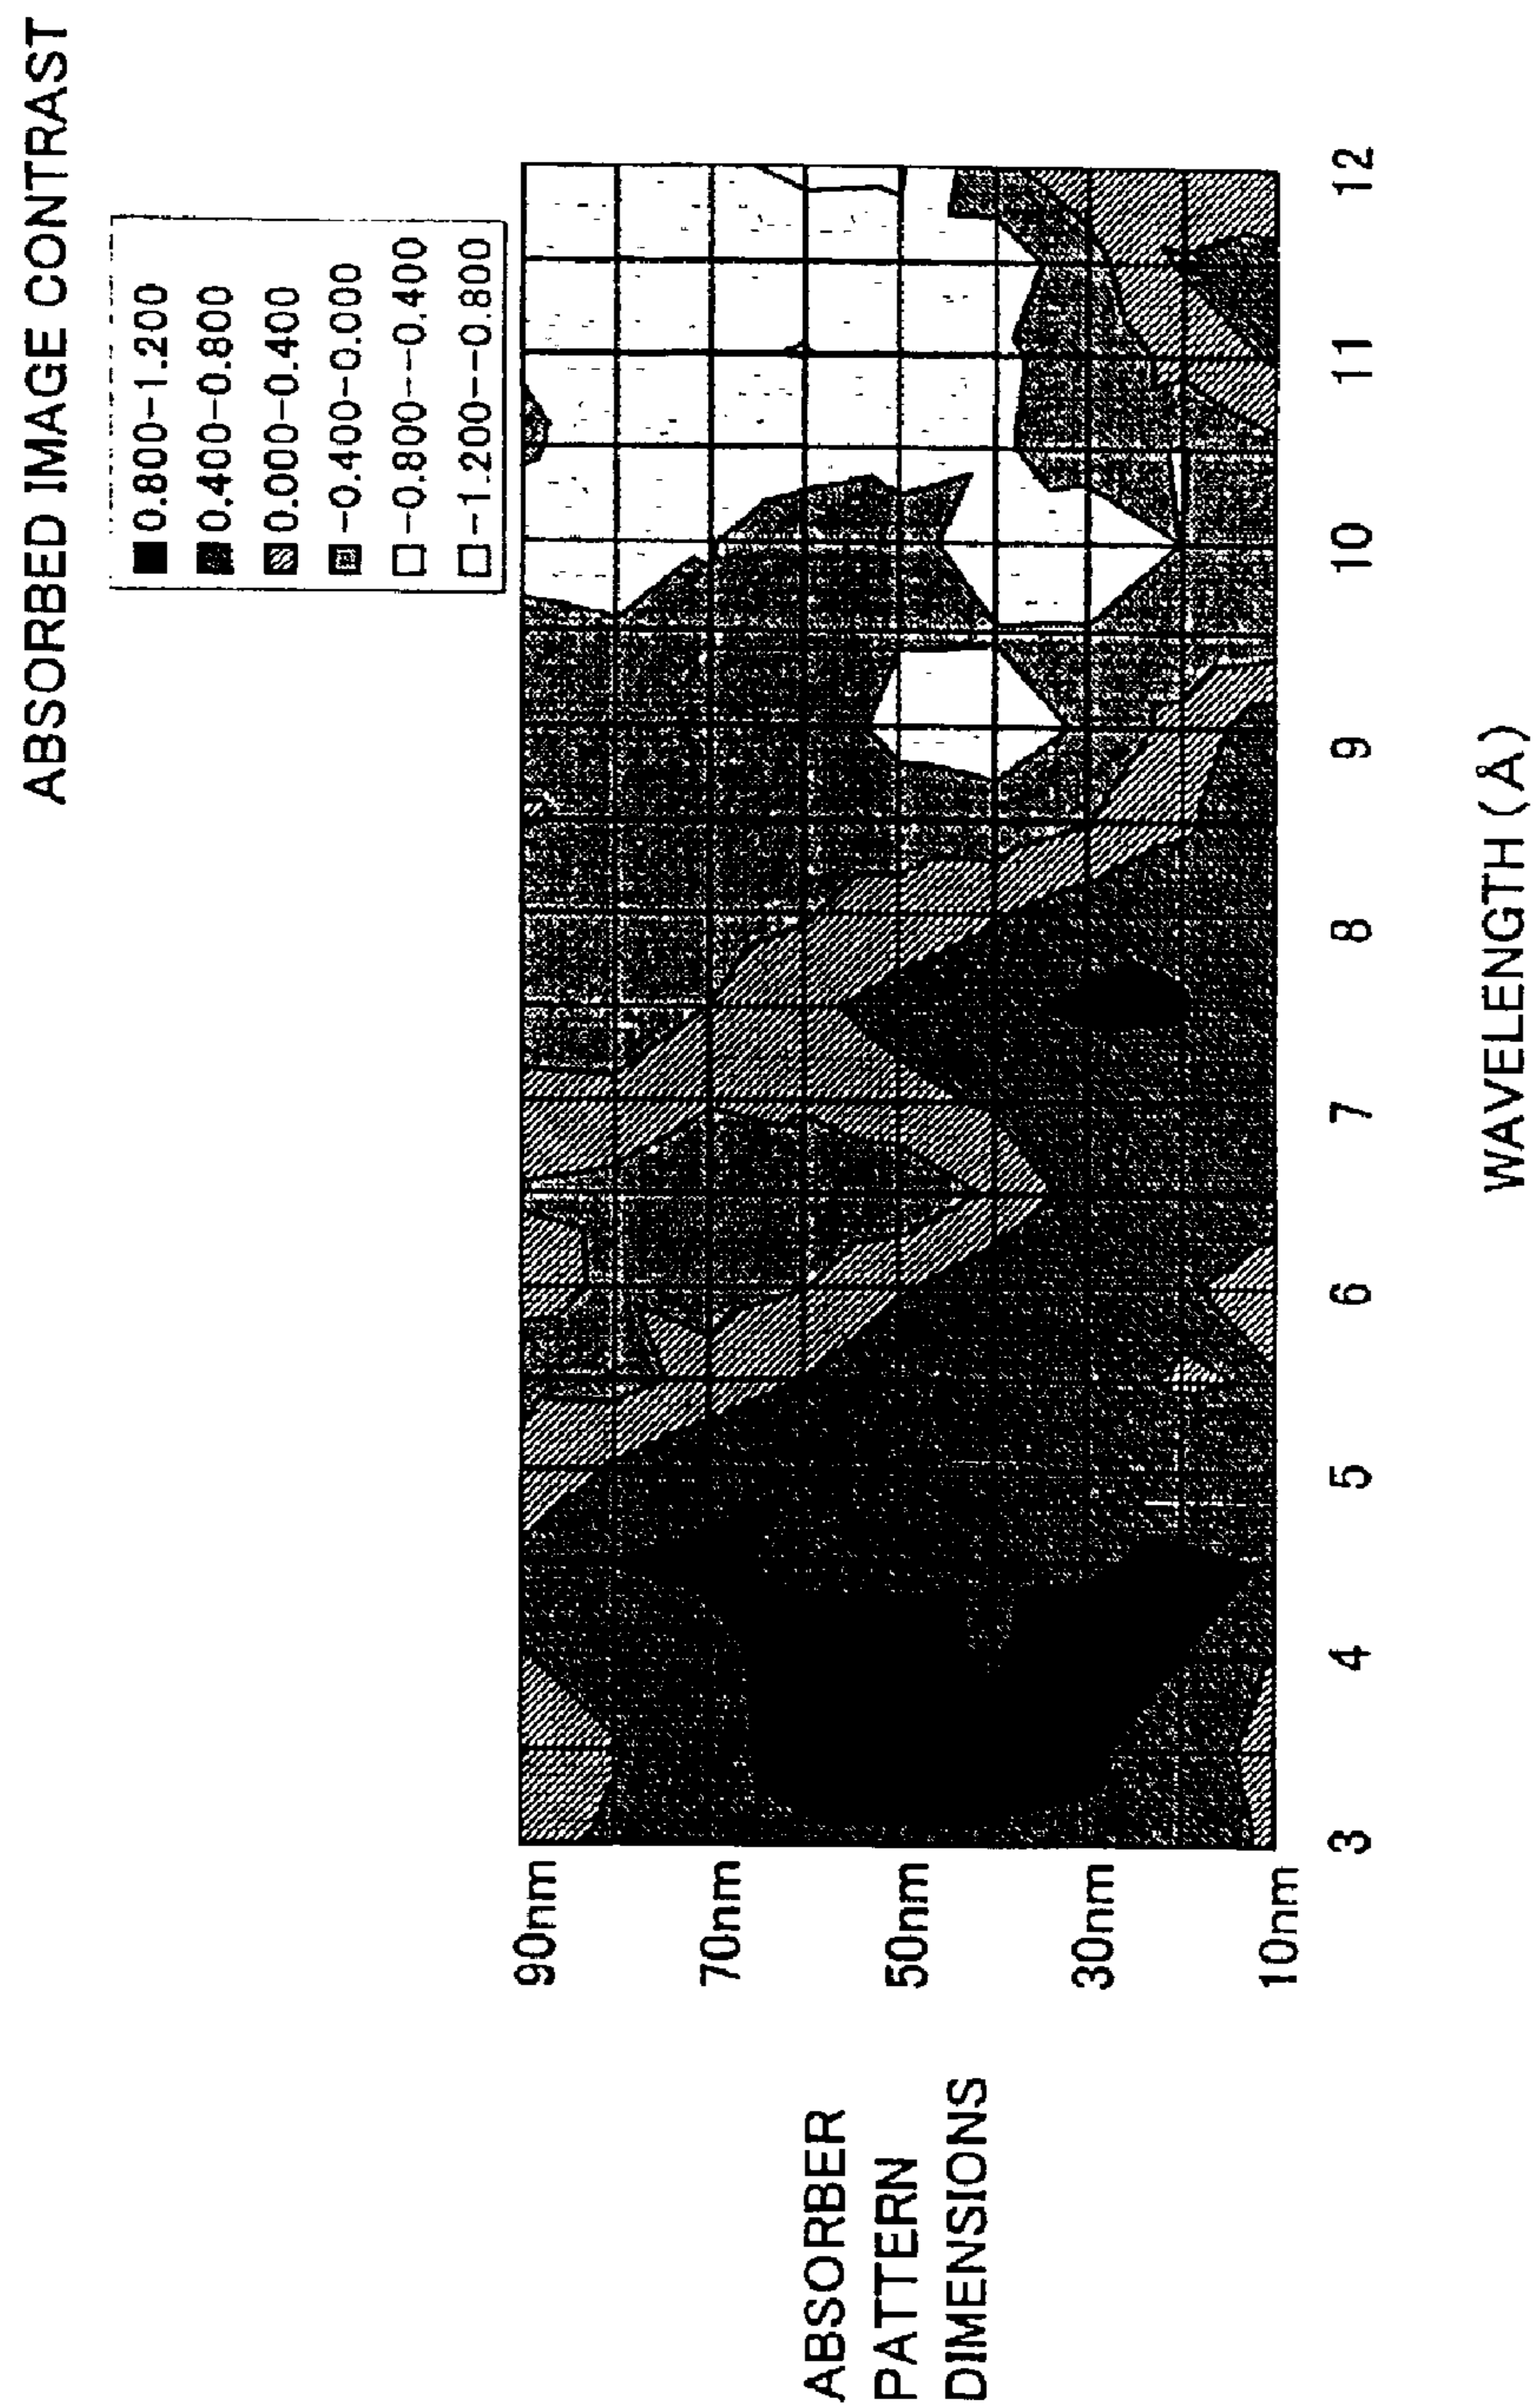 ABSORBED IMAGE CONTRAST
0.800-1.200
0.400-0.800
0.000-0.400
-0.400-0.000
-0.800--0.400
-1.200--0.800
90nm
70nm
50nm
30nm
10nm
ABSORBER
PATTERN
DIMENSIONS
3 4 5 6 7 8 9 10 11 12
WAVELENGTH (Å)